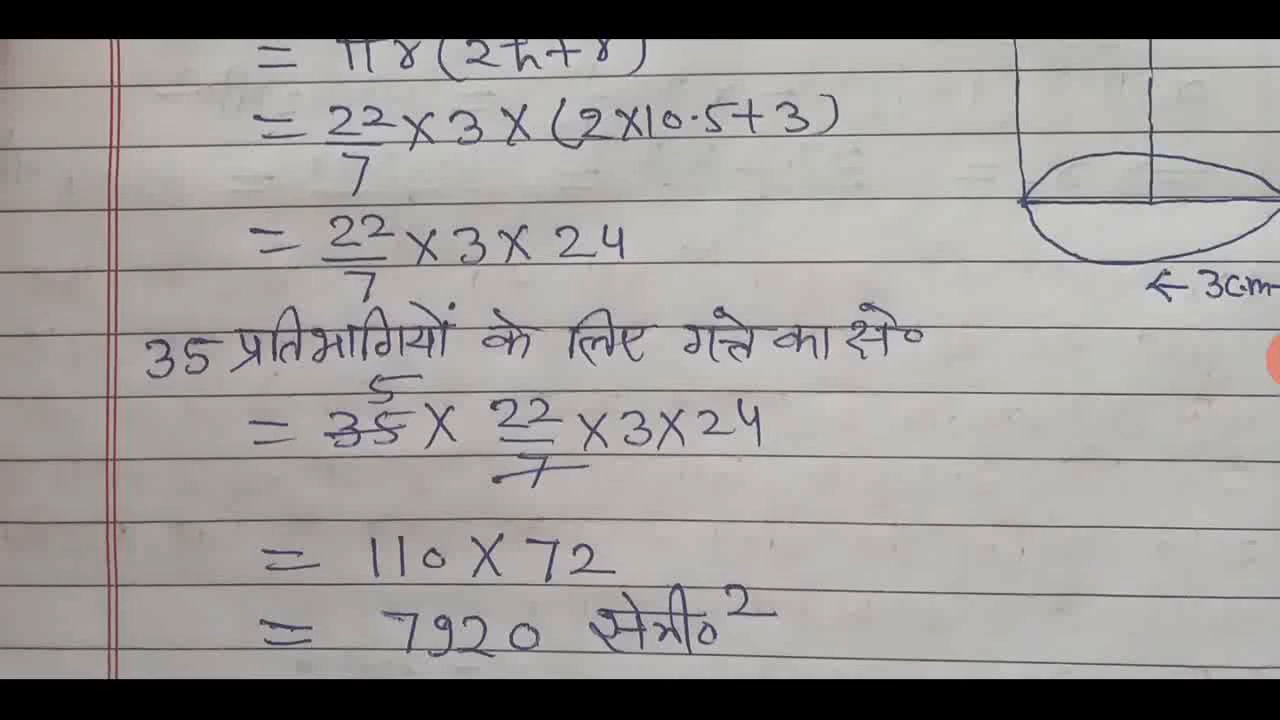 = πr(2h+r)
= 22/7 × 3 × (2×10.5+3)
= 22/7 × 3 × 24
← 3cm
35 प्रतिभागियों के लिए गत्ते का क्षे०
5
= 35 × 22/7 × 3 × 24
= 110 × 72
= 7920 सेमी०²